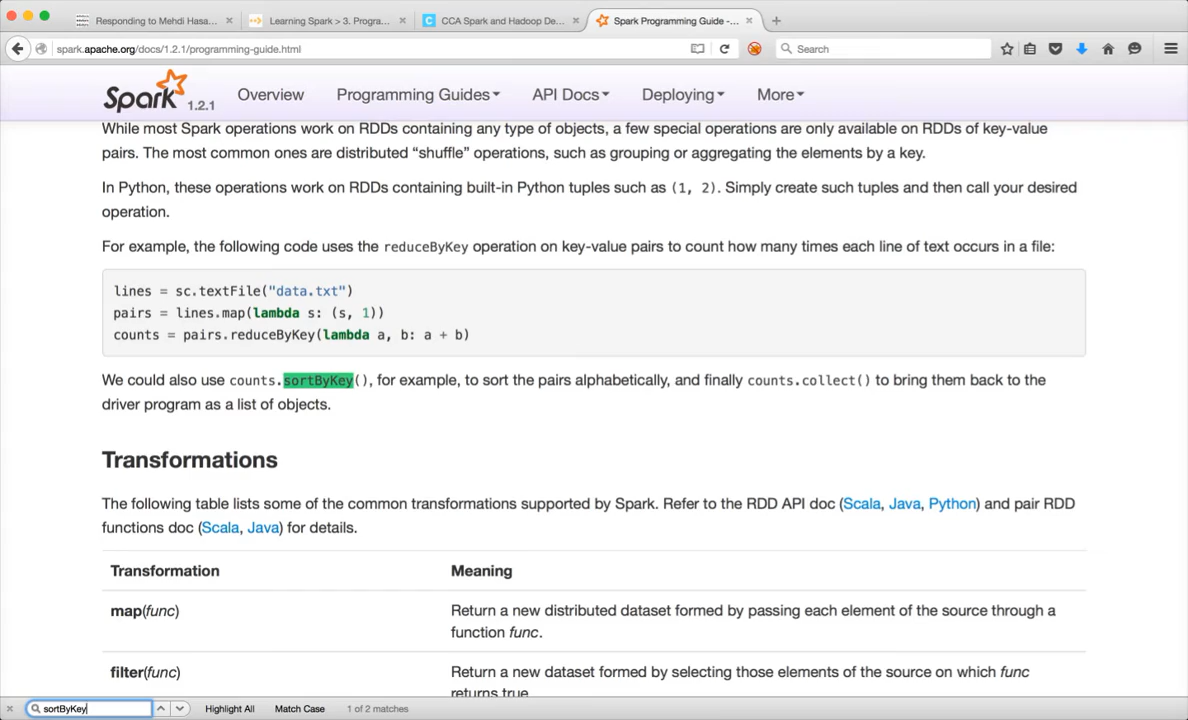 Responding to Mehdi Hasa...
Learning Spark > 3. Progra...
CCA Spark and Hadoop De...
Spark Programming Guide -...
spark.apache.org/docs/1.2.1/programming-guide.html
Search
Spark 1.2.1
Overview
Programming Guides
API Docs
Deploying
More
While most Spark operations work on RDDs containing any type of objects, a few special operations are only available on RDDs of key-value
pairs. The most common ones are distributed “shuffle” operations, such as grouping or aggregating the elements by a key.
In Python, these operations work on RDDs containing built-in Python tuples such as (1, 2). Simply create such tuples and then call your desired
operation.
For example, the following code uses the reduceByKey operation on key-value pairs to count how many times each line of text occurs in a file:
lines = sc.textFile("data.txt")
pairs = lines.map(lambda s: (s, 1))
counts = pairs.reduceByKey(lambda a, b: a + b)
We could also use counts.sortByKey(), for example, to sort the pairs alphabetically, and finally counts.collect() to bring them back to the
driver program as a list of objects.
Transformations
The following table lists some of the common transformations supported by Spark. Refer to the RDD API doc (Scala, Java, Python) and pair RDD
functions doc (Scala, Java) for details.
Transformation
Meaning
map(func)
Return a new distributed dataset formed by passing each element of the source through a
function func.
filter(func)
Return a new dataset formed by selecting those elements of the source on which func
returns true
sortByKey
Highlight All
Match Case
1 of 2 matches